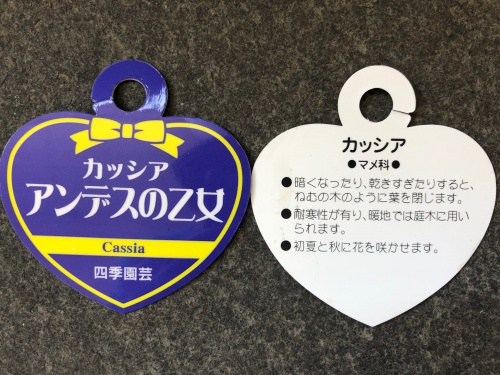 カッシア
アンデスの乙女
Cassia
四季園芸
カッシア
●マメ科●
●暗くなったり、乾きすぎたりすると、
ねむの木のように葉を閉じます。
●耐寒性が有り、暖地では庭木に用い
られます。
●初夏と秋に花を咲かせます。